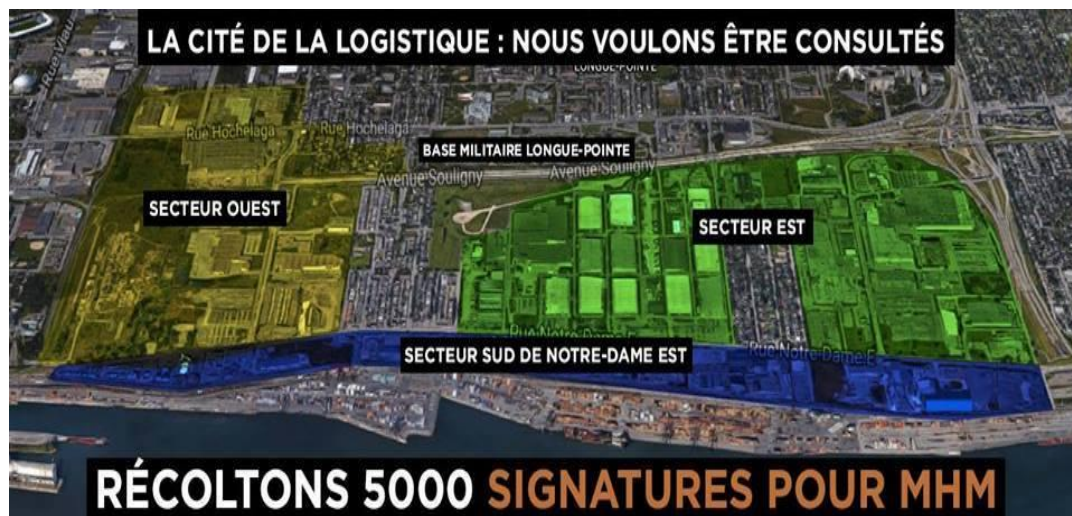 LA CITÉ DE LA LOGISTIQUE : NOUS VOULONS ÊTRE CONSULTÉS
LONGUE-POINTE
Rue Hochelaga
Rue Hochelaga
BASE MILITAIRE LONGUE-POINTE
Avenue Souligny
Avenue Souligny
SECTEUR OUEST
SECTEUR EST
Rue Notre-Dame E
SECTEUR SUD DE NOTRE-DAME EST
Rue Notre-Dame E
RÉCOLTONS 5000 SIGNATURES POUR MHM